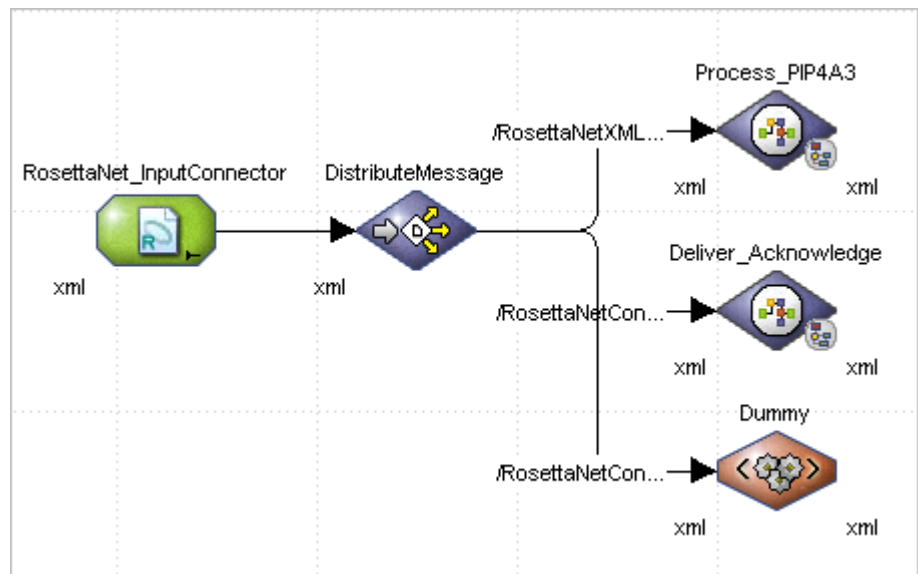 Process_PIP4A3
/RosettaNetXML...
xml
xml
RosettaNet_InputConnector
DistributeMessage
R
D
xml
xml
Deliver_Acknowledge
/RosettaNetCon...
xml
xml
Dummy
/RosettaNetCon...
xml
xml